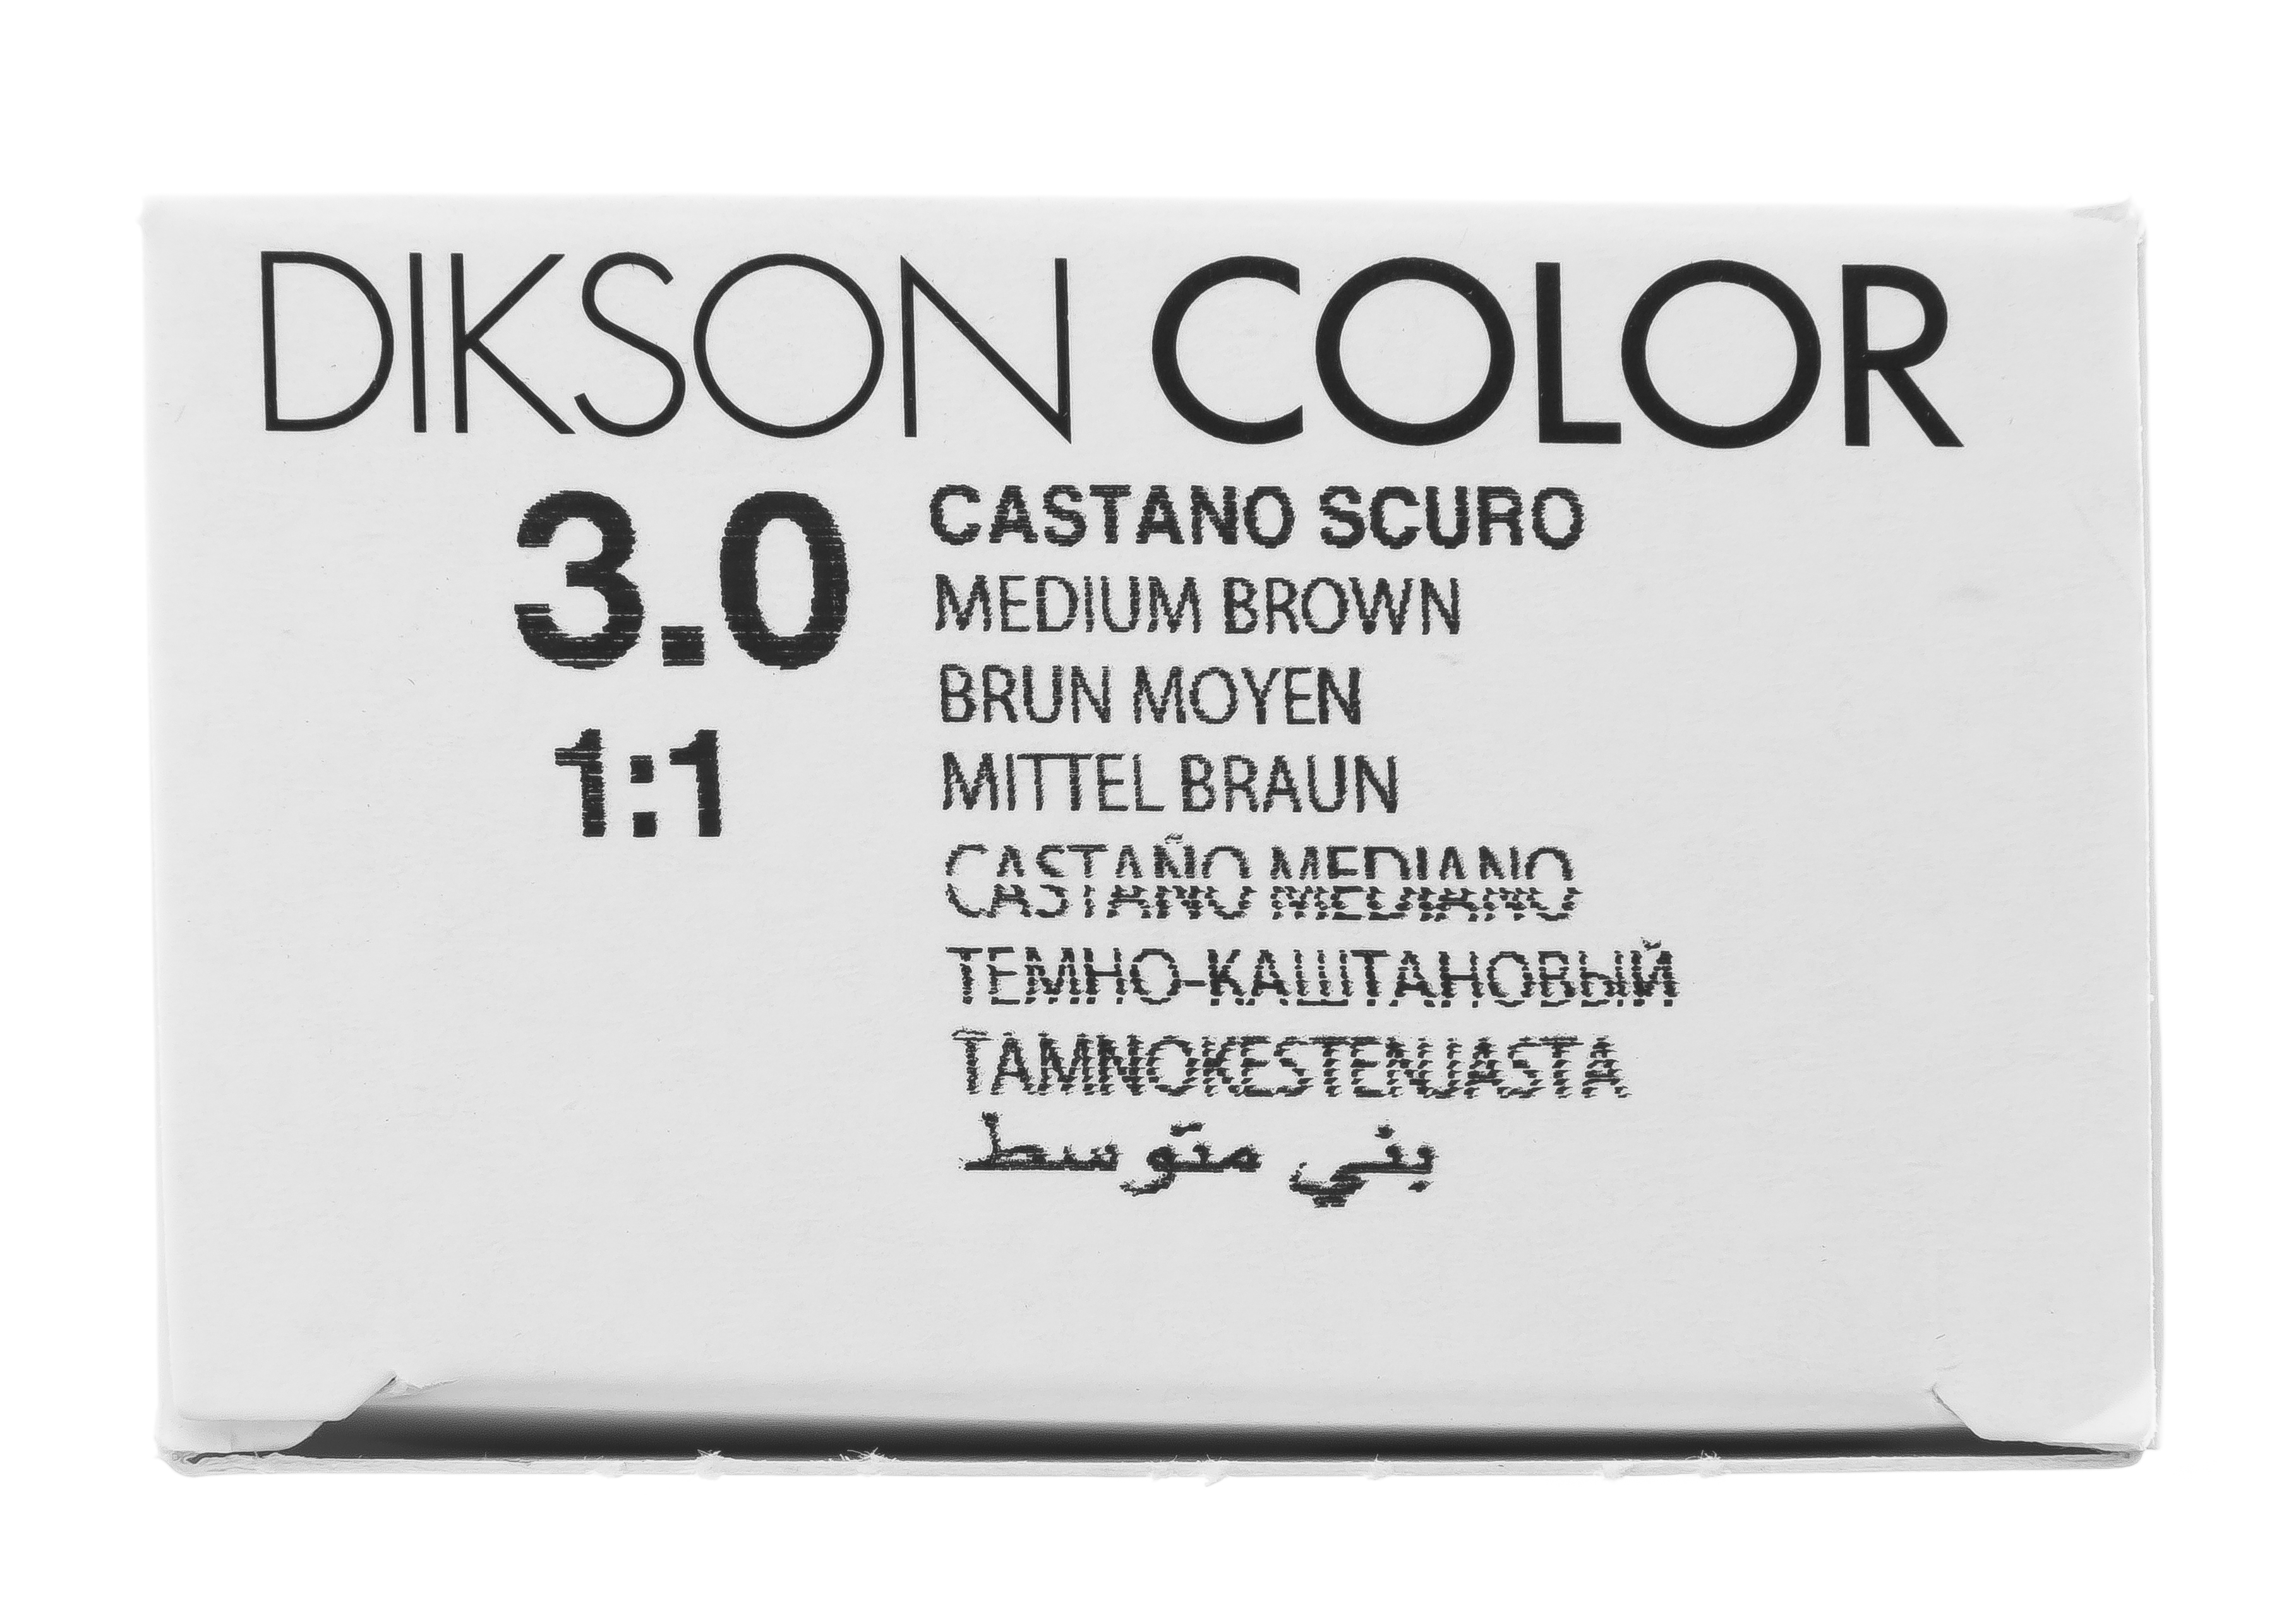 DIKSON COLOR
3.0
1:1
CASTANO SCURO
MEDIUM BROWN
BRUN MOYEN
MITTEL BRAUN
CASTAÑO MEDIANO
ТЕМНО-КАШТАНОВЫЙ
TAMNOKESTENJASTA
بني متوسط